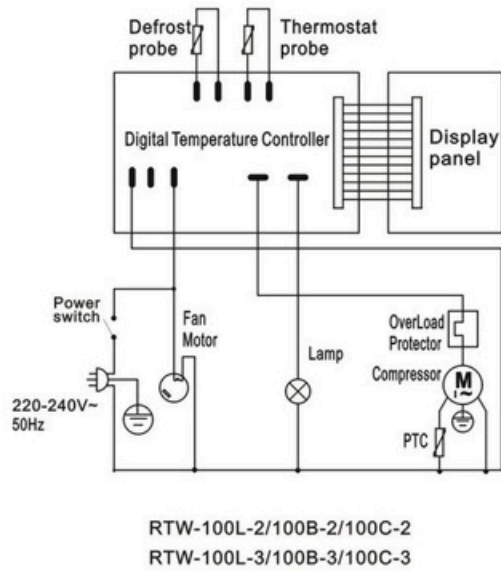 Defrost
probe
Thermostat
probe
Digital Temperature Controller
Display
panel
Power
switch
Fan
Motor
OverLoad
Protector
Lamp
Compressor
M
1~
220-240V~
50Hz
PTC
RTW-100L-2/100B-2/100C-2
RTW-100L-3/100B-3/100C-3